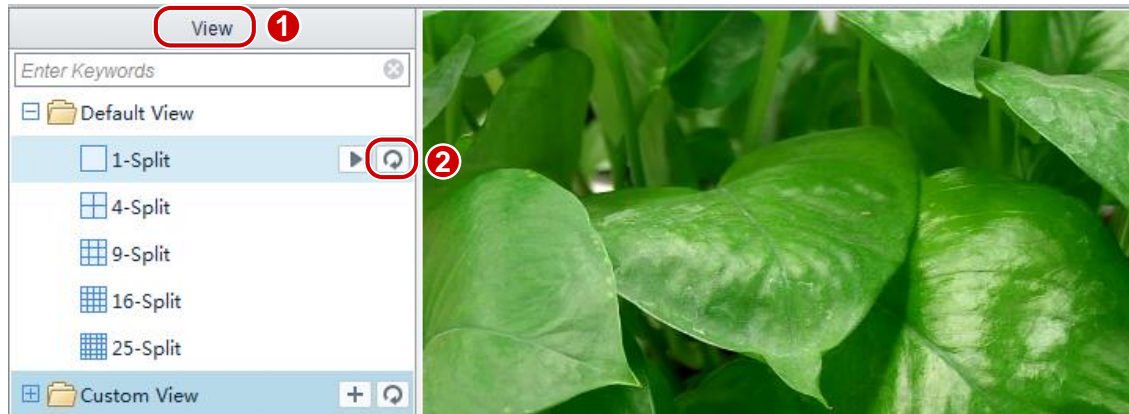 View 1
Enter Keywords
Default View
1-Split 2
4-Split
9-Split
16-Split
25-Split
Custom View